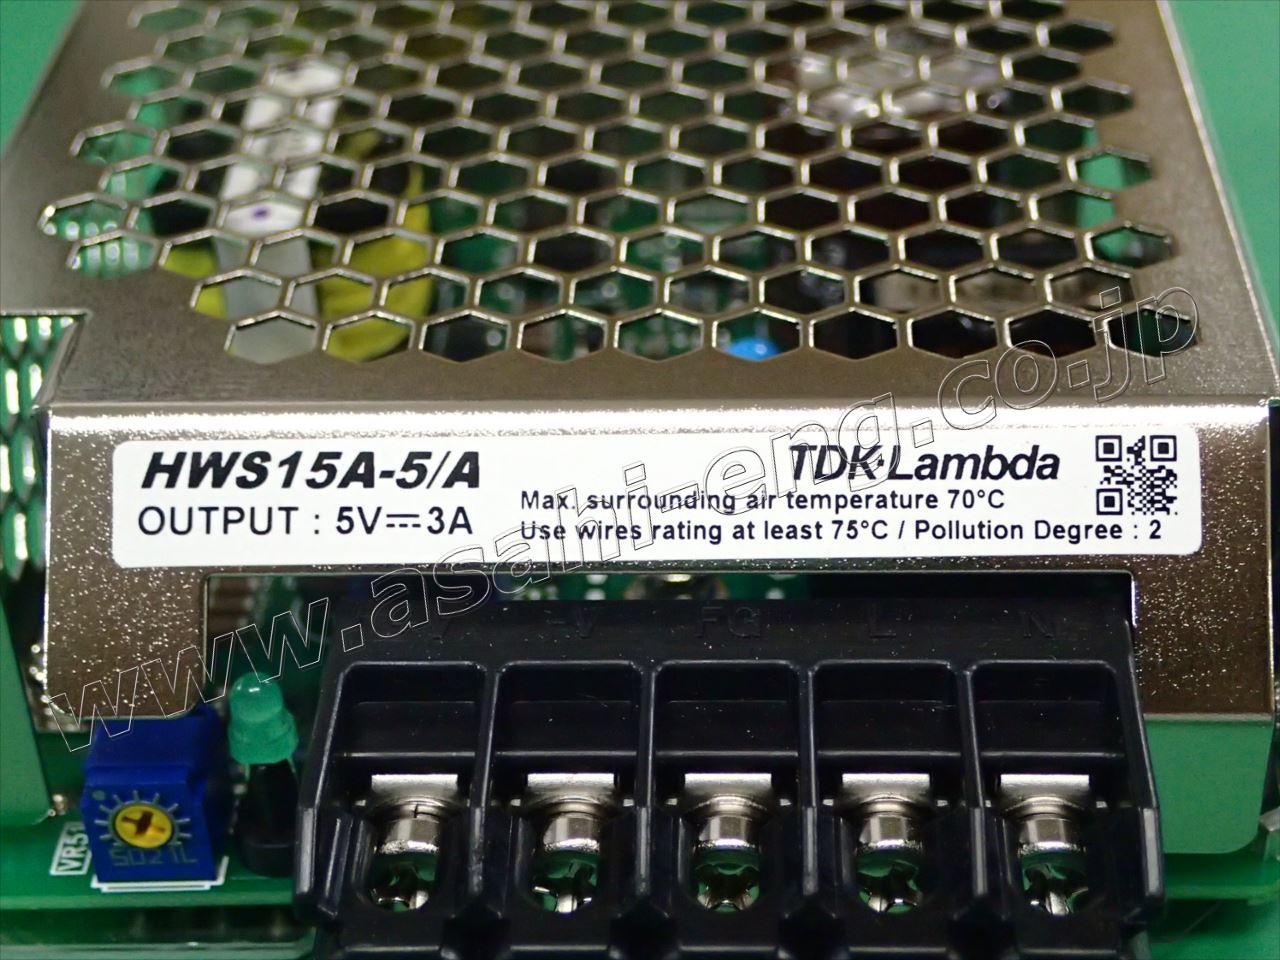 HWS15A-5/A
OUTPUT : 5V⎓3A
TDK·Lambda
Max. surrounding air temperature 70°C
Use wires rating at least 75°C / Pollution Degree : 2
www.asahi-eng.co.jp
-V
FG
L
N
VR51